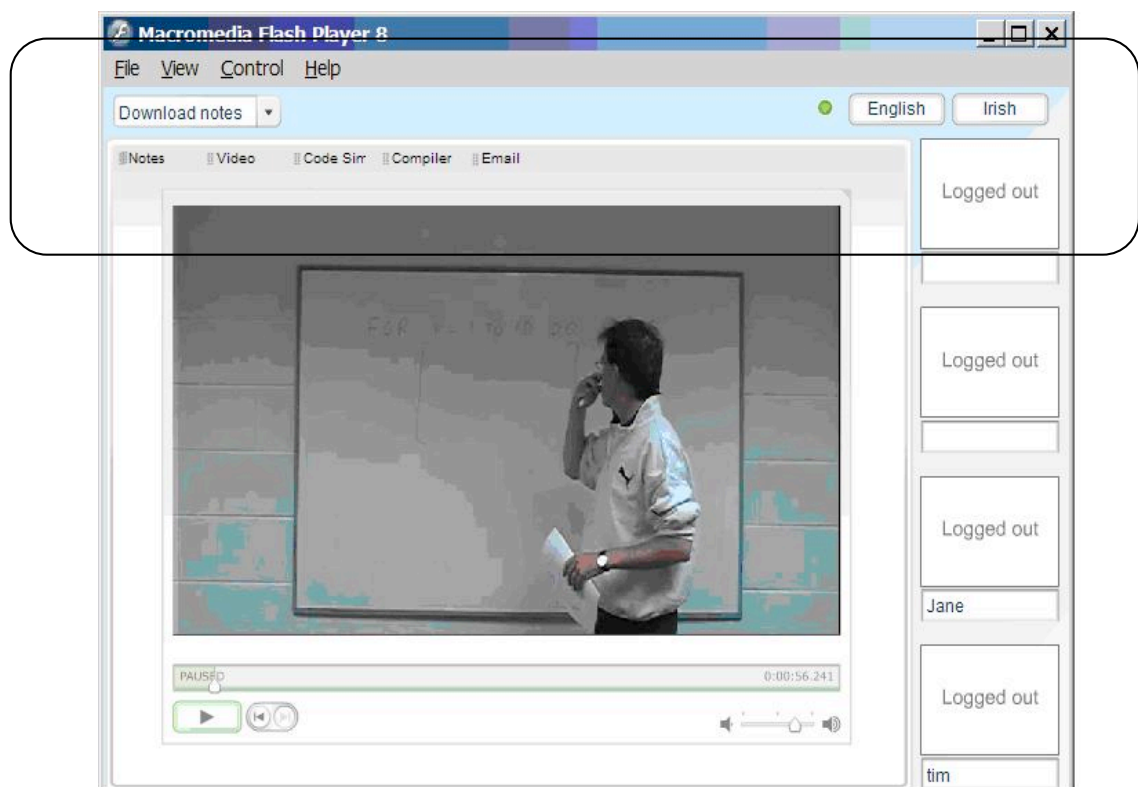 Macromedia Flash Player 8
File View Control Help
Download notes English Irish
Notes Video Code Sim Compiler Email
Logged out
FOR
Logged out
Logged out
Jane
PAUSED 0:00:56.241
Logged out
tim